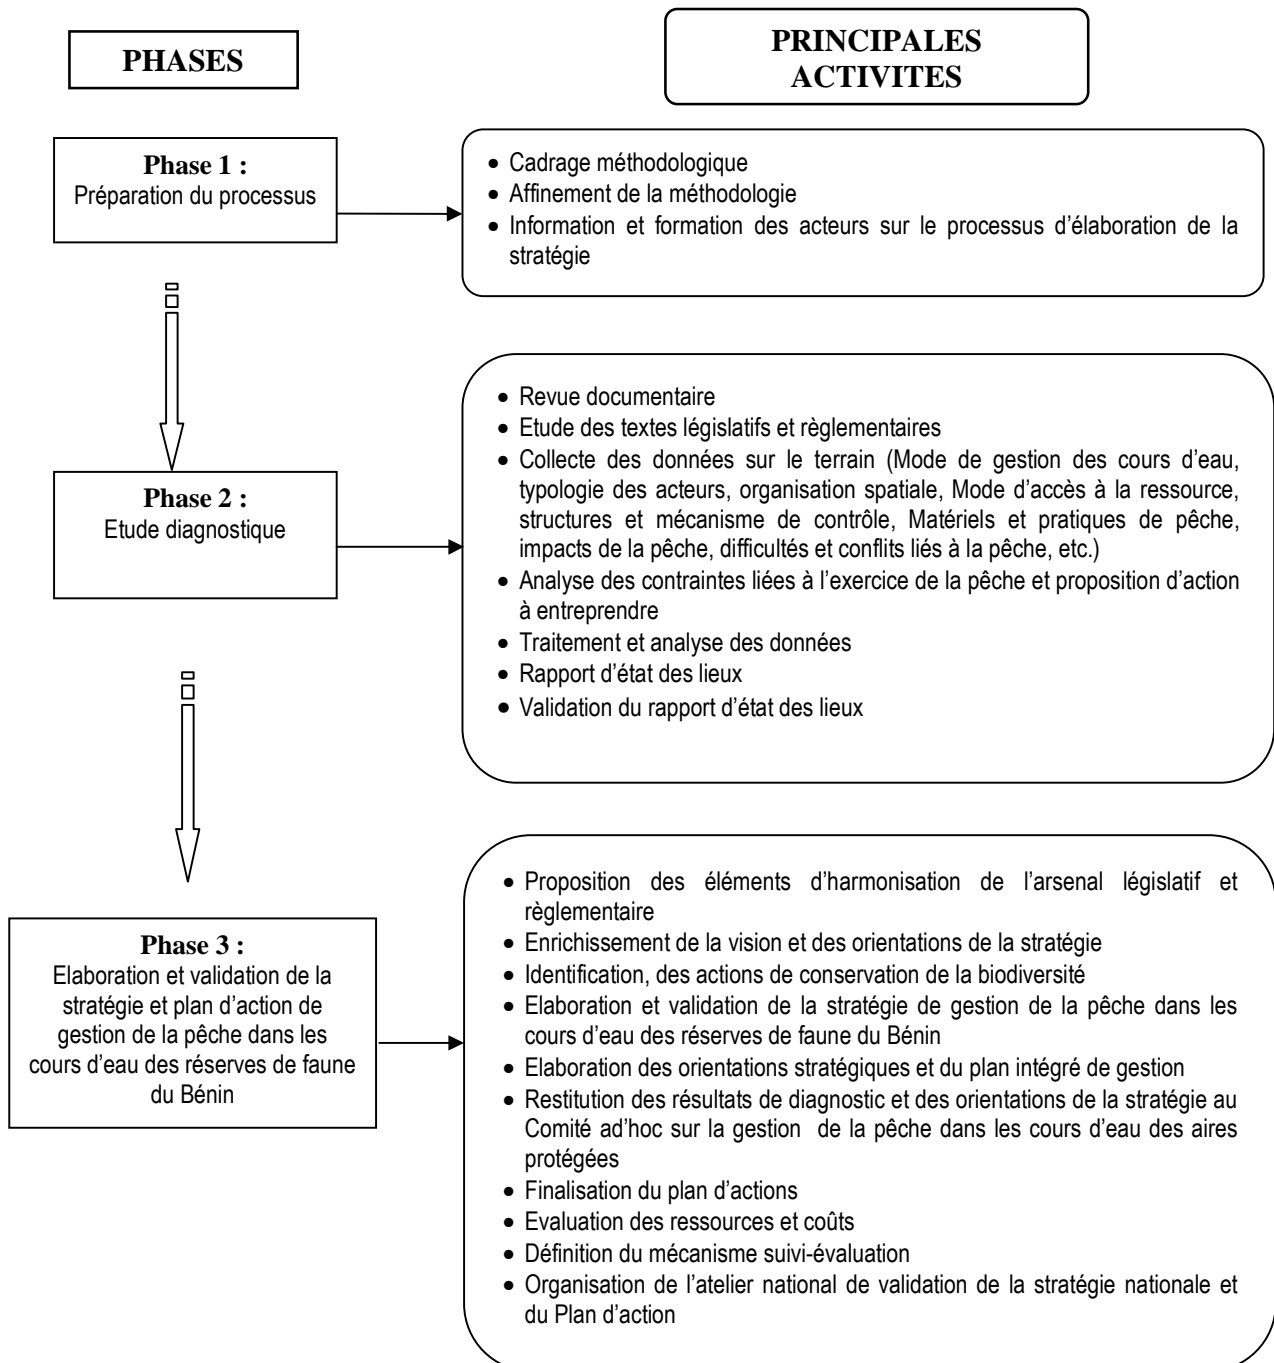 PHASES
PRINCIPALES
ACTIVITES
Phase 1 :
Préparation du processus
• Cadrage méthodologique
• Affinement de la méthodologie
• Information et formation des acteurs sur le processus d’élaboration de la
stratégie
Phase 2 :
Etude diagnostique
• Revue documentaire
• Etude des textes législatifs et règlementaires
• Collecte des données sur le terrain (Mode de gestion des cours d’eau,
typologie des acteurs, organisation spatiale, Mode d’accès à la ressource,
structures et mécanisme de contrôle, Matériels et pratiques de pêche,
impacts de la pêche, difficultés et conflits liés à la pêche, etc.)
• Analyse des contraintes liées à l’exercice de la pêche et proposition d’action
à entreprendre
• Traitement et analyse des données
• Rapport d’état des lieux
• Validation du rapport d’état des lieux
Phase 3 :
Elaboration et validation de la
stratégie et plan d’action de
gestion de la pêche dans les
cours d’eau des réserves de faune
du Bénin
• Proposition des éléments d’harmonisation de l’arsenal législatif et
règlementaire
• Enrichissement de la vision et des orientations de la stratégie
• Identification, des actions de conservation de la biodiversité
• Elaboration et validation de la stratégie de gestion de la pêche dans les
cours d’eau des réserves de faune du Bénin
• Elaboration des orientations stratégiques et du plan intégré de gestion
• Restitution des résultats de diagnostic et des orientations de la stratégie au
Comité ad’hoc sur la gestion de la pêche dans les cours d’eau des aires
protégées
• Finalisation du plan d’actions
• Evaluation des ressources et coûts
• Définition du mécanisme suivi-évaluation
• Organisation de l’atelier national de validation de la stratégie nationale et
du Plan d’action